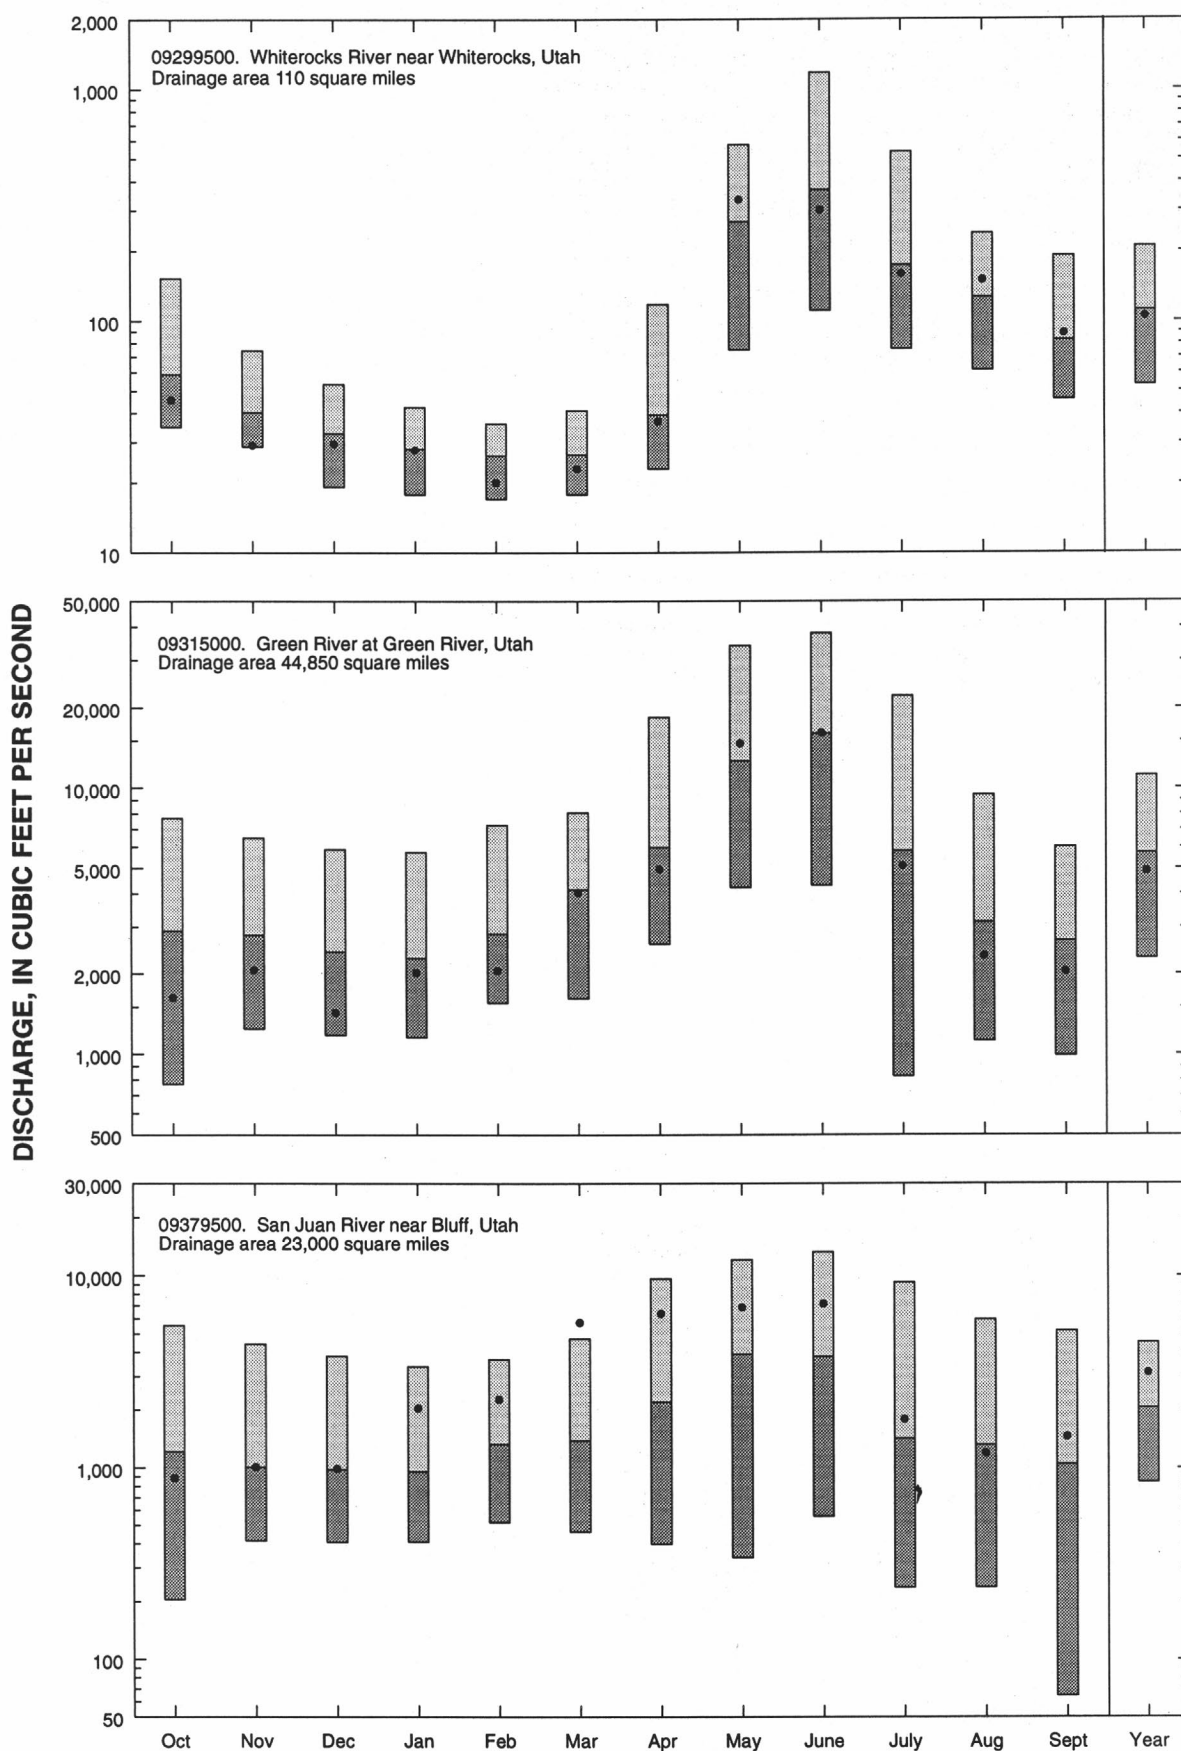 DISCHARGE, IN CUBIC FEET PER SECOND
2,000
1,000
100
10
09299500. Whiterocks River near Whiterocks, Utah
Drainage area 110 square miles
50,000
20,000
10,000
5,000
2,000
1,000
500
09315000. Green River at Green River, Utah
Drainage area 44,850 square miles
30,000
10,000
1,000
100
50
09379500. San Juan River near Bluff, Utah
Drainage area 23,000 square miles
Oct Nov Dec Jan Feb Mar Apr May June July Aug Sept Year